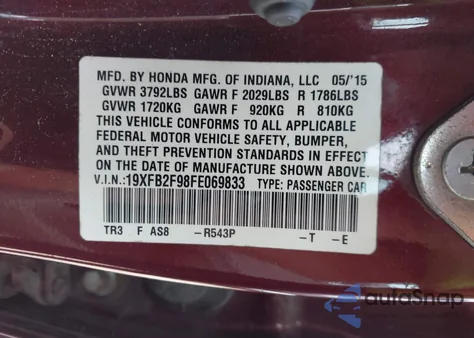 MFD. BY HONDA MFG. OF INDIANA, LLC 05/'15
GVWR 3792LBS GAWR F 2029LBS R 1786LBS
GVWR 1720KG GAWR F 920KG R 810KG
THIS VEHICLE CONFORMS TO ALL APPLICABLE
FEDERAL MOTOR VEHICLE SAFETY, BUMPER,
AND THEFT PREVENTION STANDARDS IN EFFECT
ON THE DATE OF MANUFACTURE SHOWN ABOVE.
V.I.N.:19XFB2F98FE069833 TYPE: PASSENGER CAR
TR3 F AS8 -R543P -T -E
autoSnap